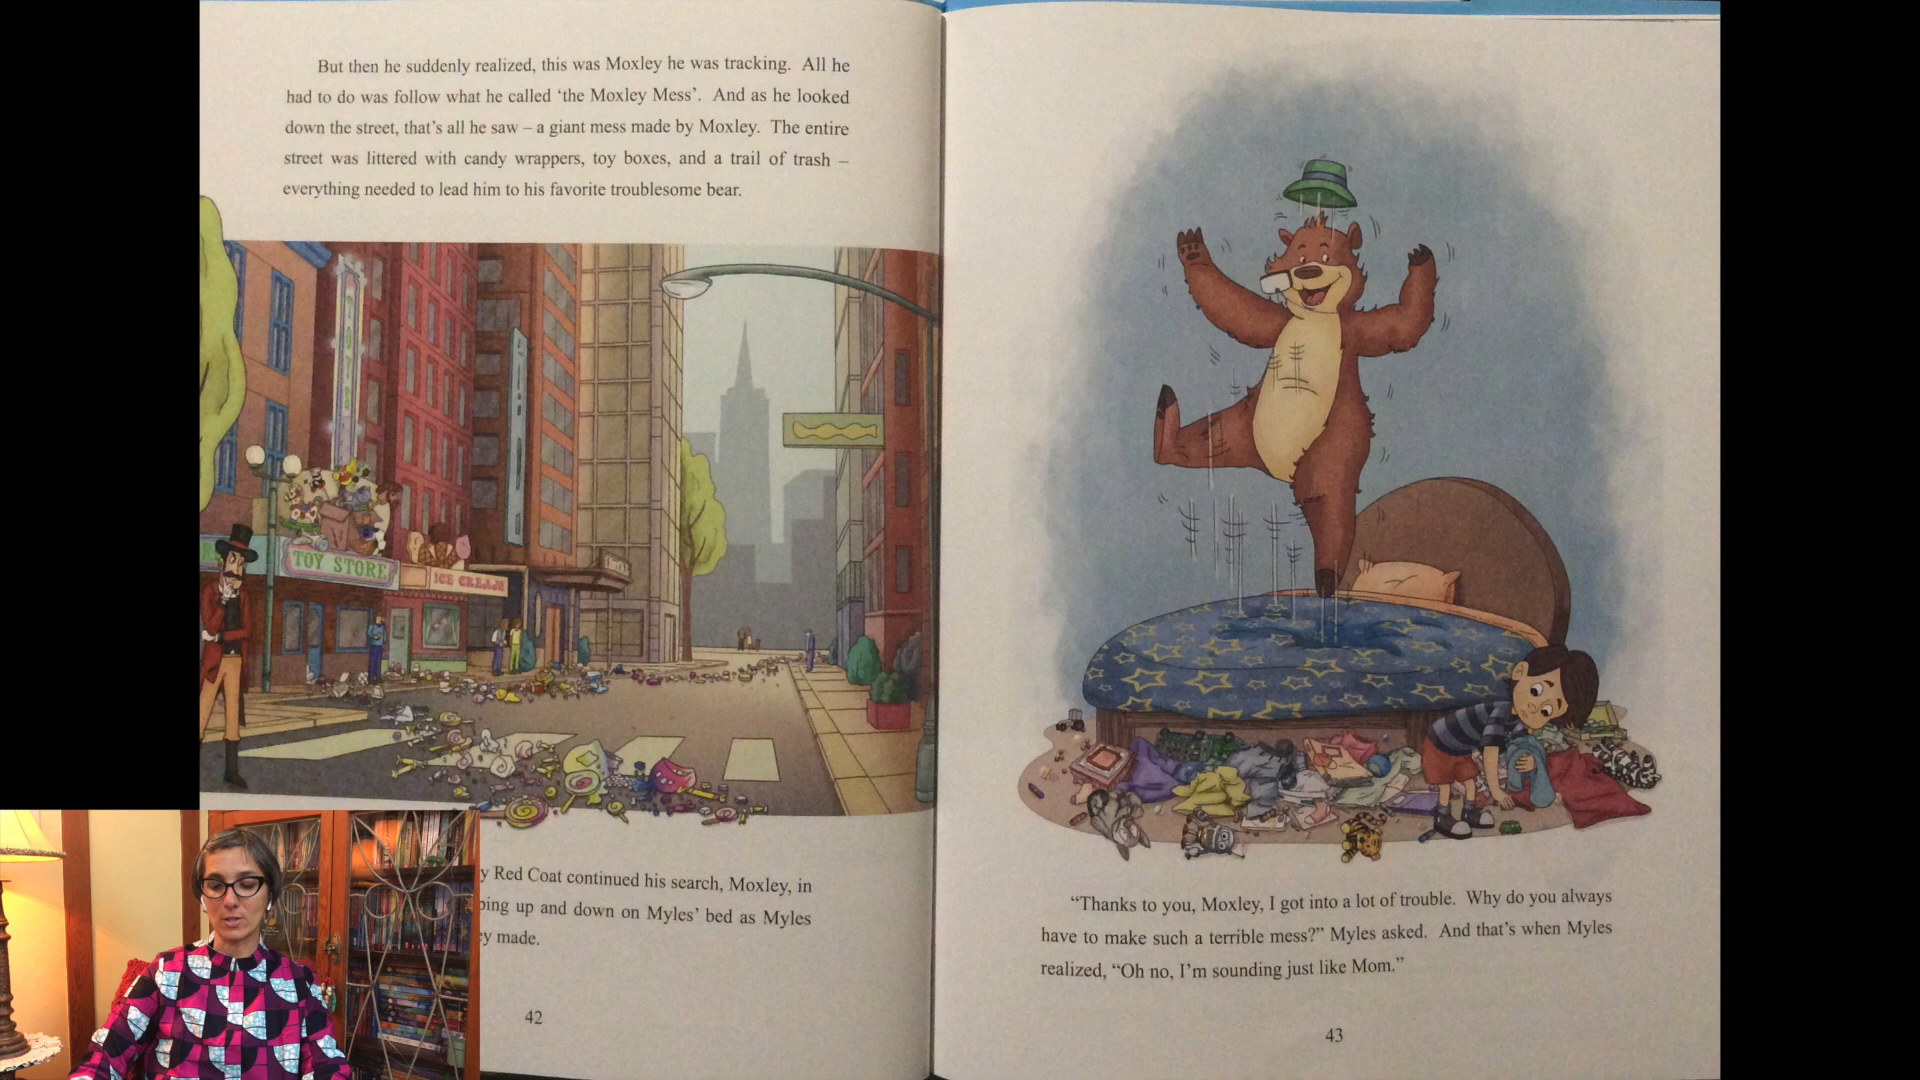 But then he suddenly realized, this was Moxley he was tracking. All he
had to do was follow what he called ‘the Moxley Mess’. And as he looked
down the street, that’s all he saw – a giant mess made by Moxley. The entire
street was littered with candy wrappers, toy boxes, and a trail of trash –
everything needed to lead him to his favorite troublesome bear.
TOYS
TOY STORE
ICE CREAM
y Red Coat continued his search, Moxley, in
ping up and down on Myles’ bed as Myles
ey made.
42
“Thanks to you, Moxley, I got into a lot of trouble. Why do you always
have to make such a terrible mess?” Myles asked. And that’s when Myles
realized, “Oh no, I’m sounding just like Mom.”
43